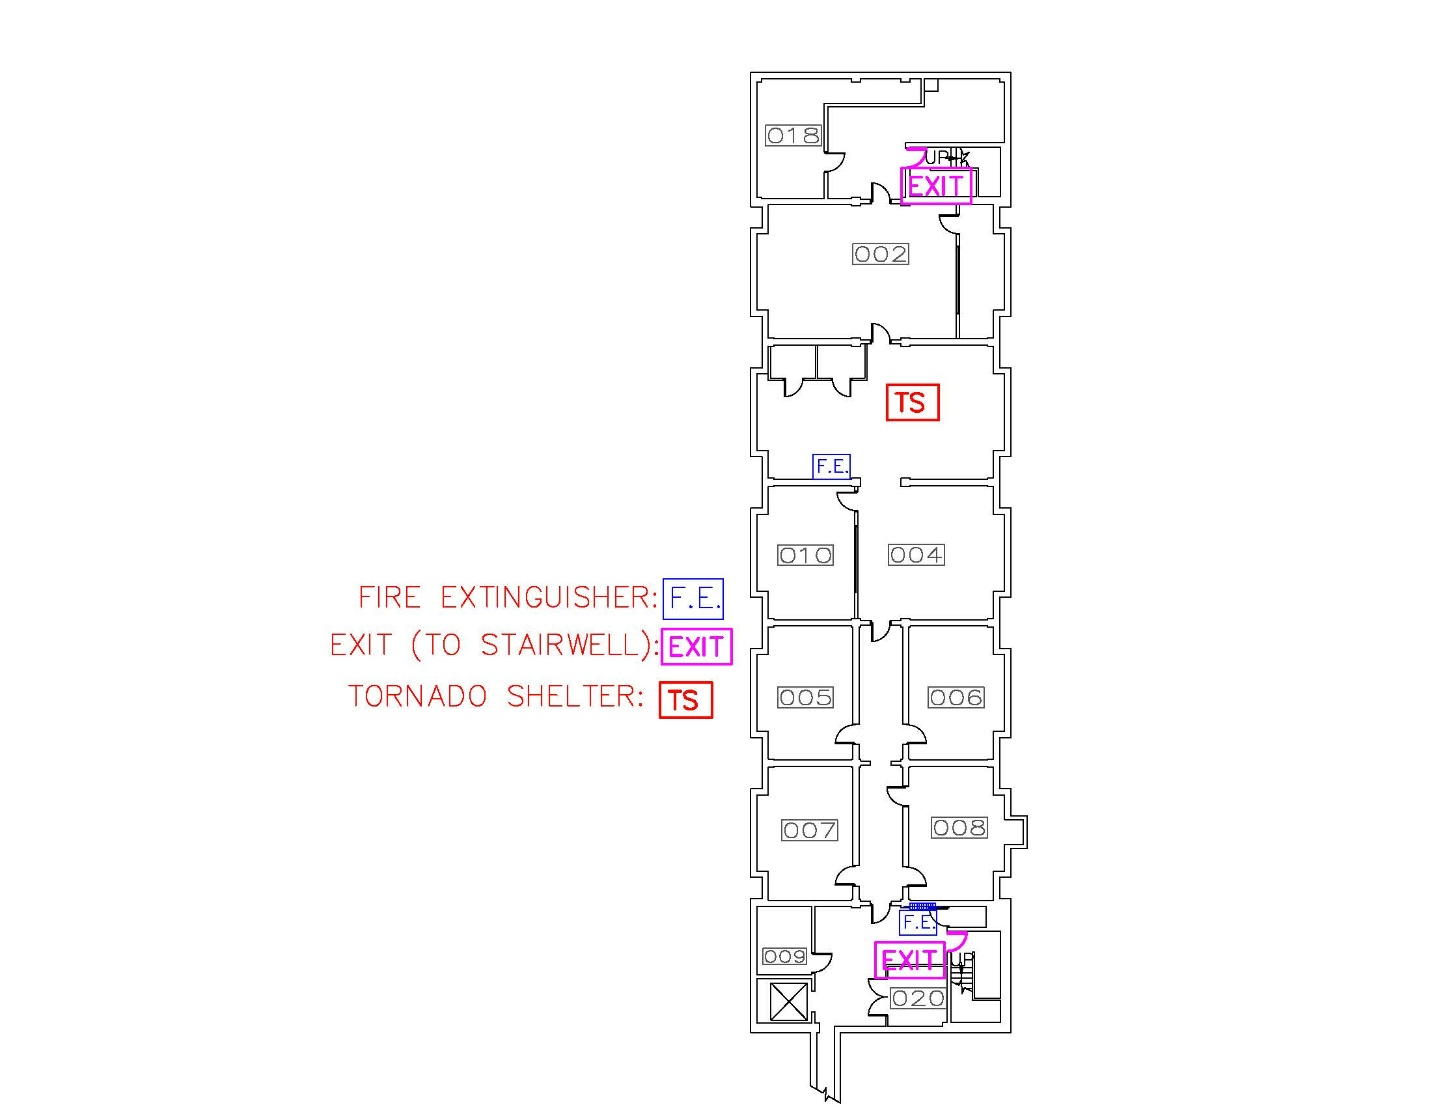 018
UP
EXIT
002
TS
F.E.
010
004
FIRE EXTINGUISHER: F.E.
EXIT (TO STAIRWELL): EXIT
TORNADO SHELTER: TS
005
006
007
008
F.E.
009
EXIT
UP
020